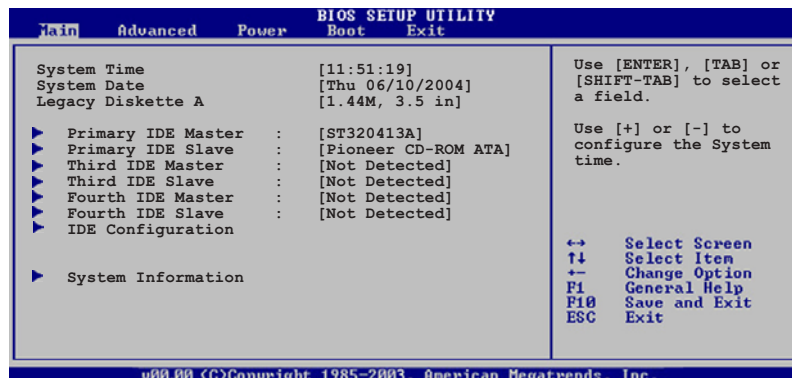 BIOS SETUP UTILITY
Main Advanced Power Boot Exit
System Time [11:51:19]
System Date [Thu 06/10/2004]
Legacy Diskette A [1.44M, 3.5 in]
Primary IDE Master : [ST320413A]
Primary IDE Slave : [Pioneer CD-ROM ATA]
Third IDE Master : [Not Detected]
Third IDE Slave : [Not Detected]
Fourth IDE Master : [Not Detected]
Fourth IDE Slave : [Not Detected]
IDE Configuration
System Information
Use [ENTER], [TAB] or
[SHIFT-TAB] to select
a field.
Use [+] or [-] to
configure the System
time.
↔ Select Screen
↑↓ Select Item
+- Change Option
F1 General Help
F10 Save and Exit
ESC Exit
v00.00 (C)Copyright 1985-2003, American Megatrends, Inc.